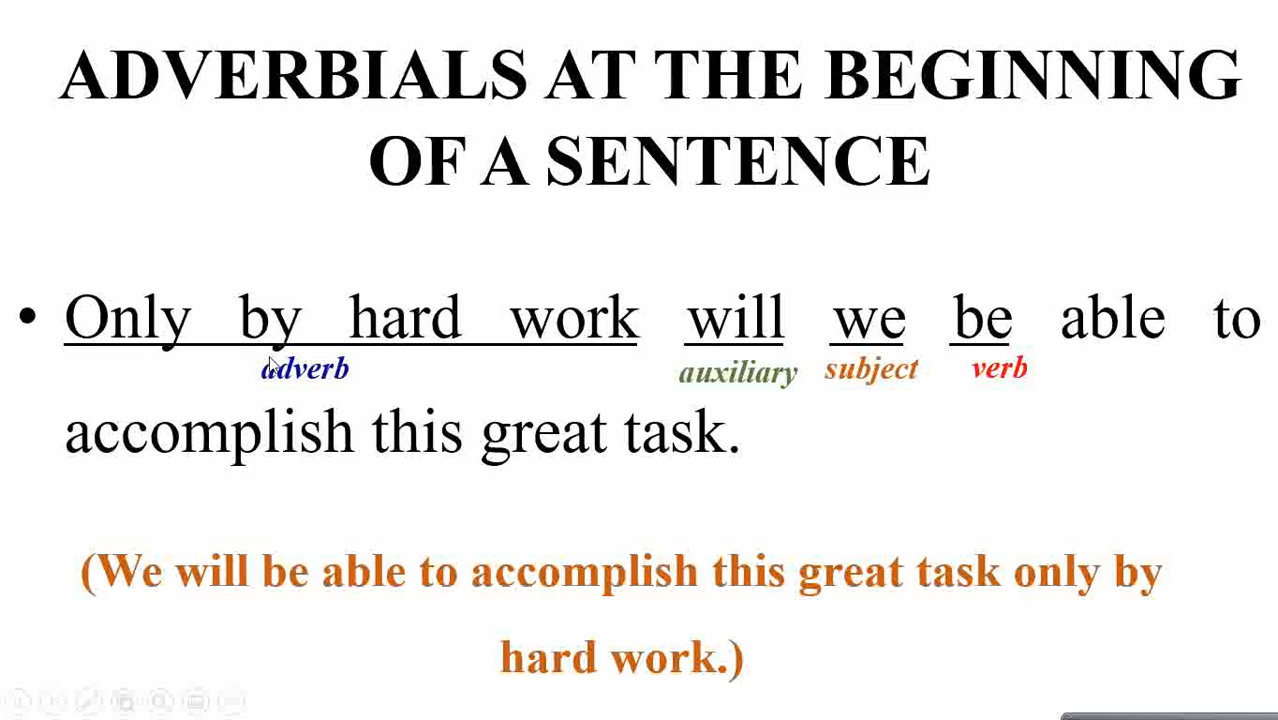 ADVERBIALS AT THE BEGINNING
OF A SENTENCE
• Only by hard work will we be able to
adverb auxiliary subject verb
accomplish this great task.
(We will be able to accomplish this great task only by
hard work.)